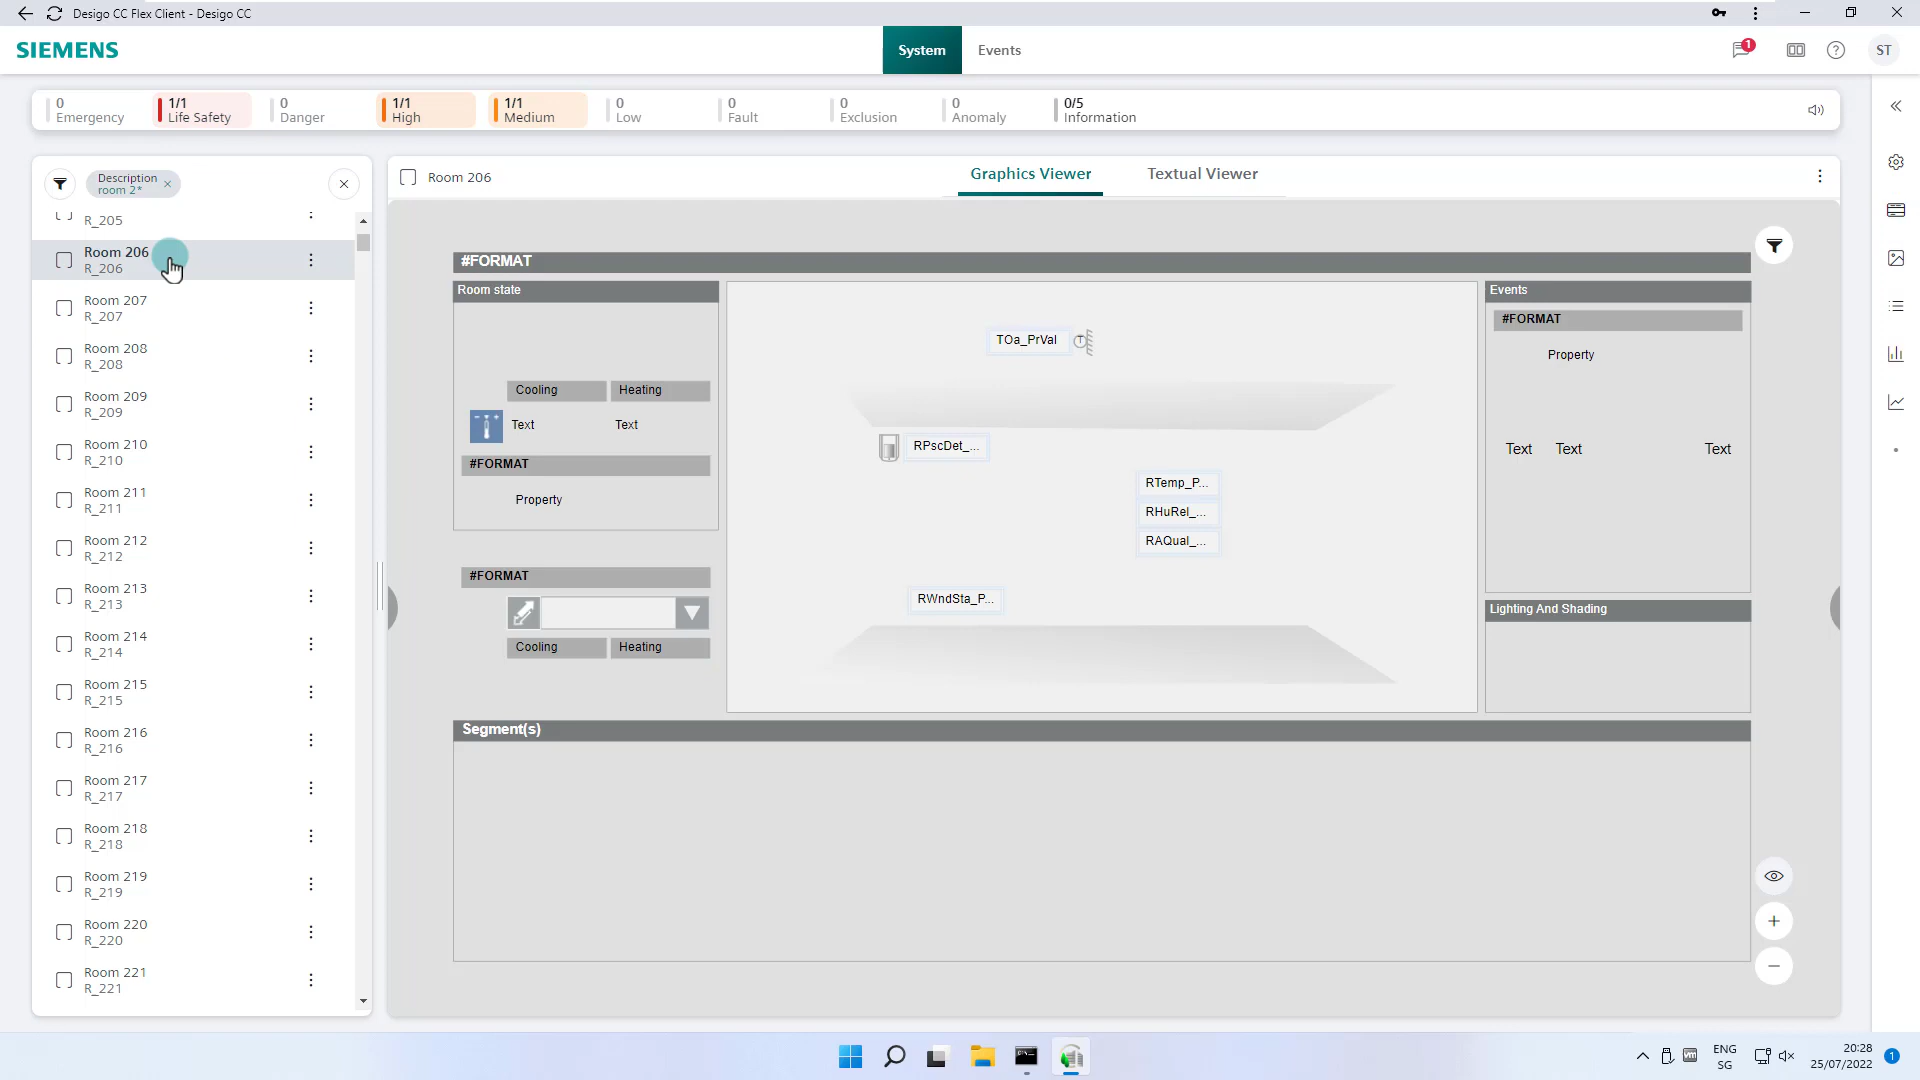 Desigo CC Flex Client - Desigo CC
SIEMENS
System
Events
1
ST
0
Emergency
1/1
Life Safety
0
Danger
1/1
High
1/1
Medium
0
Low
0
Fault
0
Exclusion
0
Anomaly
0/5
Information
Description
room 2*
R_205
Room 206
R_206
Room 207
R_207
Room 208
R_208
Room 209
R_209
Room 210
R_210
Room 211
R_211
Room 212
R_212
Room 213
R_213
Room 214
R_214
Room 215
R_215
Room 216
R_216
Room 217
R_217
Room 218
R_218
Room 219
R_219
Room 220
R_220
Room 221
R_221
Room 206
Graphics Viewer
Textual Viewer
#FORMAT
Room state
Cooling
Heating
Text
Text
#FORMAT
Property
#FORMAT
Cooling
Heating
TOa_PrVal
T
RPscDet_...
RTemp_P...
RHuRel_...
RAQual_...
RWndSta_P...
Events
#FORMAT
Property
Text
Text
Text
Lighting And Shading
Segment(s)
ENG
SG
20:28
25/07/2022
1